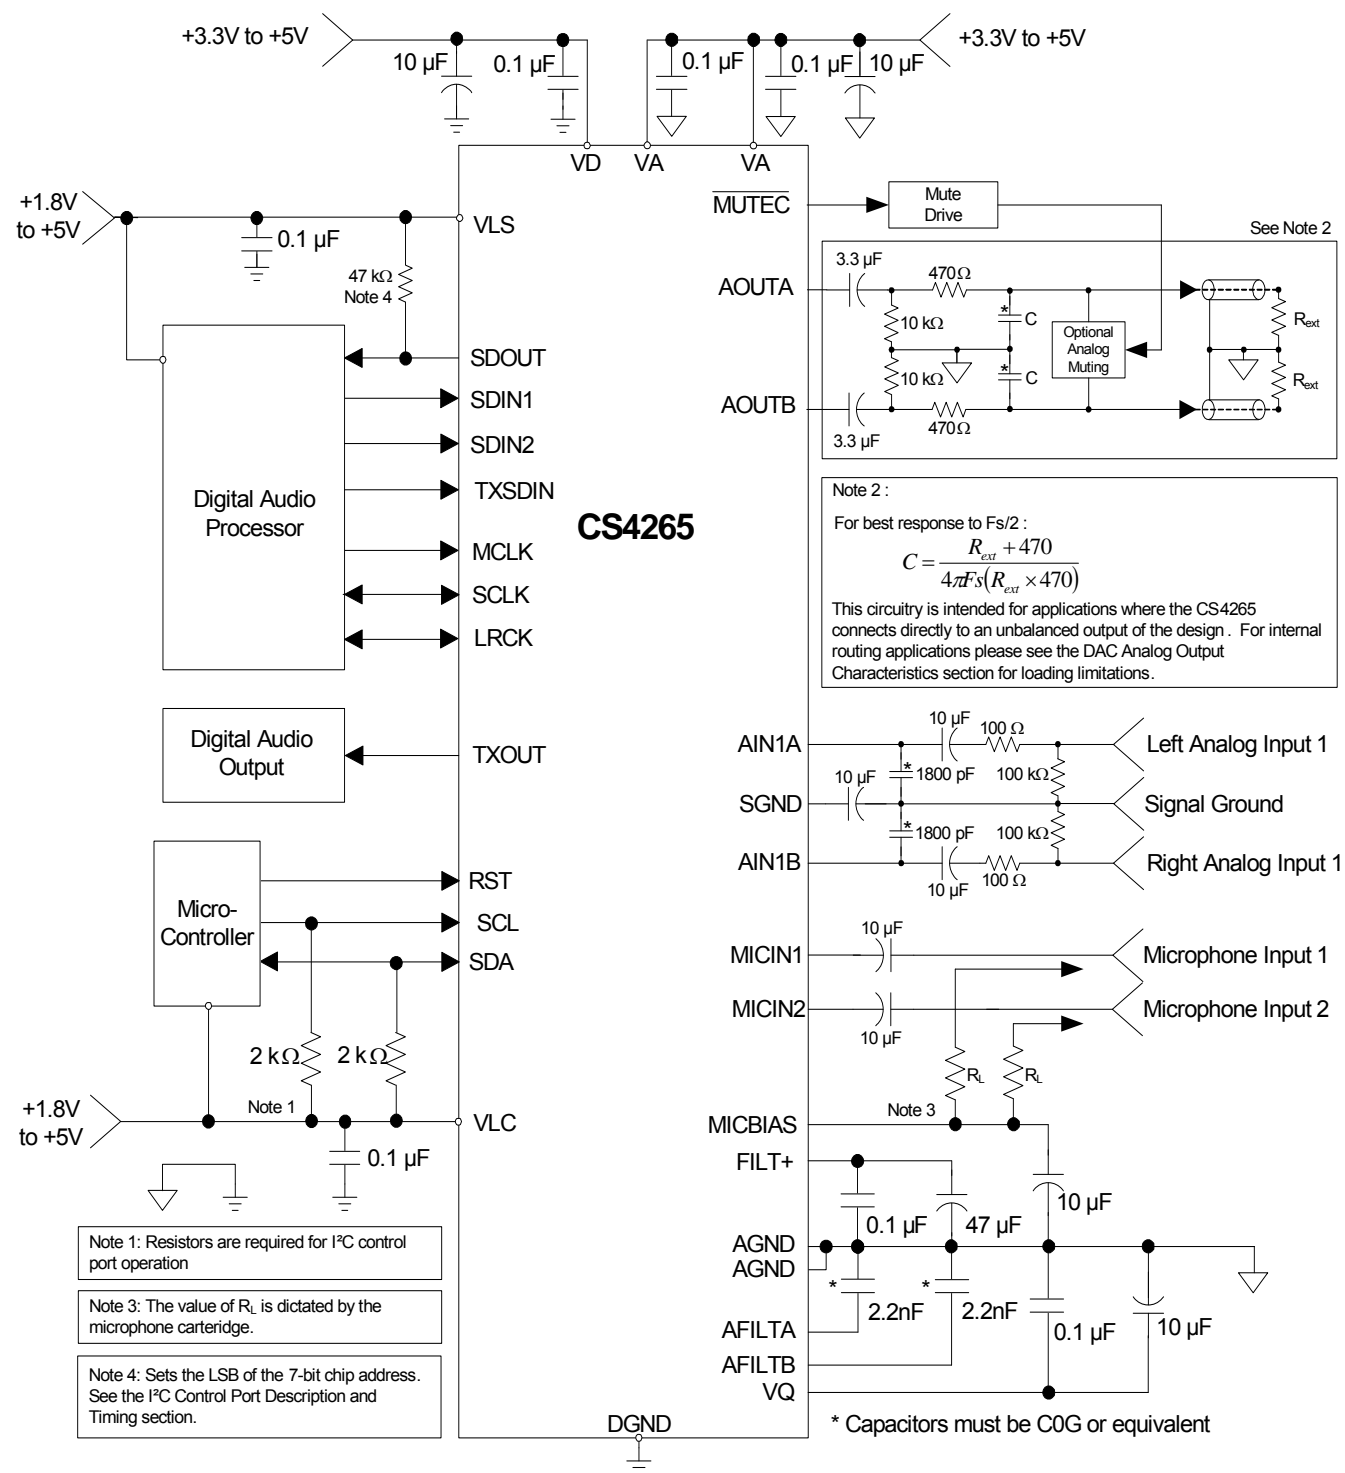 +3.3V to +5V
10 µF
0.1 µF
0.1 µF
0.1 µF
10 µF
+3.3V to +5V
VD
VA
VA
+1.8V
to +5V
0.1 µF
47 kΩ
Note 4
VLS
MUTEC
Mute
Drive
See Note 2
AOUTA
3.3 µF
470Ω
10 kΩ
* C
Optional
Analog
Muting
Rext
10 kΩ
* C
Rext
AOUTB
3.3 µF
470Ω
Digital Audio
Processor
SDOUT
SDIN1
SDIN2
TXSDIN
MCLK
SCLK
LRCK
CS4265
Note 2 :
For best response to Fs/2 :
C = (Rext + 470) / (4πFs(Rext × 470))
This circuitry is intended for applications where the CS4265
connects directly to an unbalanced output of the design . For internal
routing applications please see the DAC Analog Output
Characteristics section for loading limitations.
Digital Audio
Output
TXOUT
AIN1A
10 µF
100 Ω
Left Analog Input 1
* 1800 pF
100 kΩ
10 µF
SGND
Signal Ground
* 1800 pF
100 kΩ
AIN1B
10 µF
100 Ω
Right Analog Input 1
Micro-
Controller
RST
SCL
SDA
2 kΩ
2 kΩ
Note 1
+1.8V
to +5V
0.1 µF
VLC
MICIN1
10 µF
Microphone Input 1
MICIN2
10 µF
Microphone Input 2
RL
RL
Note 3
MICBIAS
FILT+
0.1 µF
47 µF
10 µF
AGND
AGND
* 2.2nF
* 2.2nF
0.1 µF
10 µF
AFILTA
AFILTB
VQ
DGND
* Capacitors must be C0G or equivalent
Note 1: Resistors are required for I²C control
port operation
Note 3: The value of RL is dictated by the
microphone carteridge.
Note 4: Sets the LSB of the 7-bit chip address.
See the I²C Control Port Description and
Timing section.